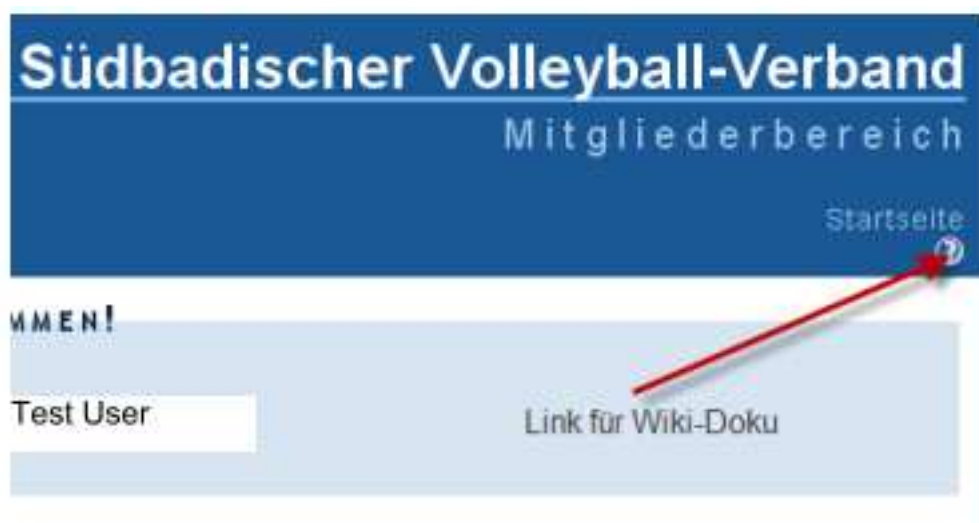 Südbadischer Volleyball-Verband
Mitgliederbereich
Startseite
?
MMEN!
Test User
Link für Wiki-Doku